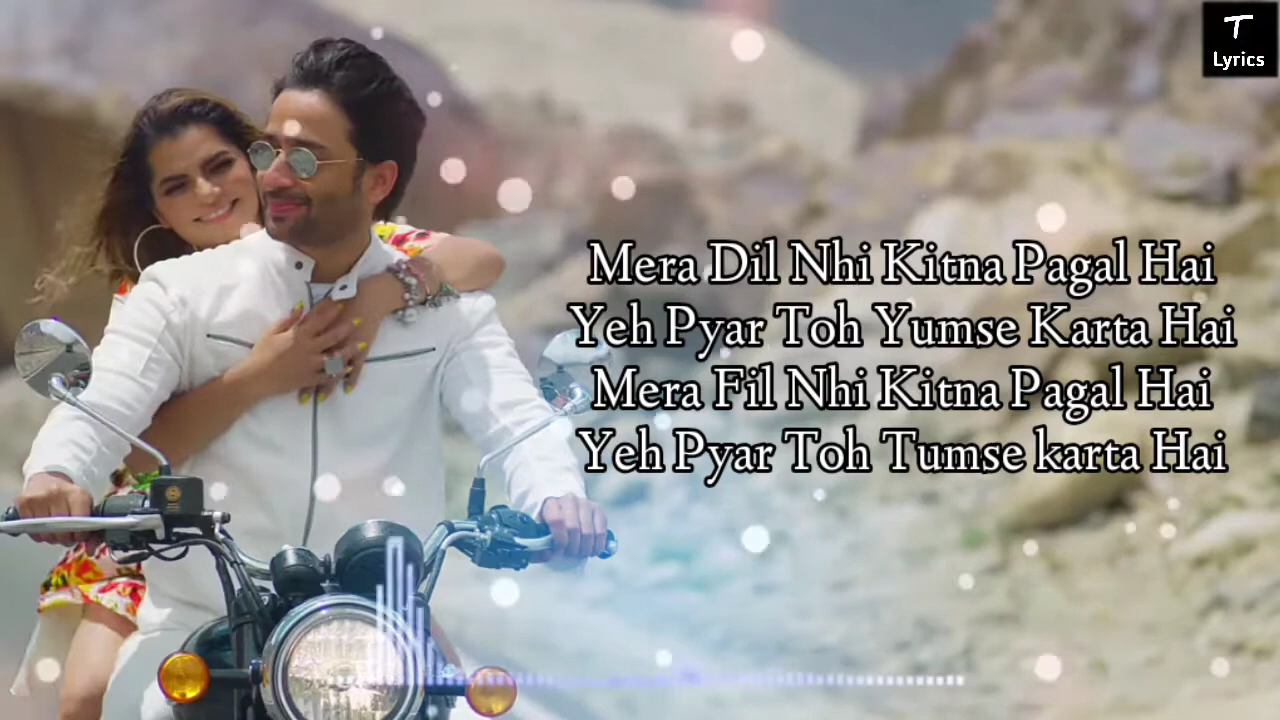 T
Lyrics
Mera Dil Nhi Kitna Pagal Hai
Yeh Pyar Toh Yumse Karta Hai
Mera Fil Nhi Kitna Pagal Hai
Yeh Pyar Toh Tumse karta Hai